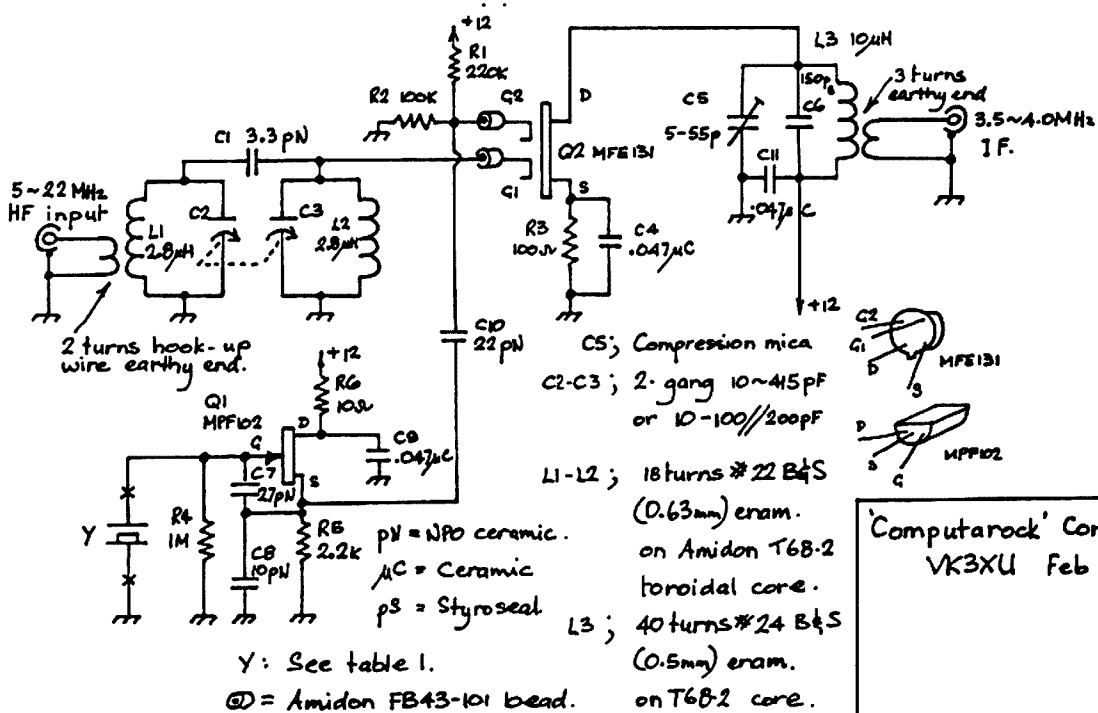 +12
R1
220K
R2 100K
G2
D
Q2 MFE131
G1
S
C1 3.3pN
5~22MHz
HF input
L1
2.8μH
C2
C3
L2
2.8μH
2 turns hook-up
wire earthy end.
R3
100Ω
C4
.047μC
L3 10μH
150pS
C5
5-55p
C6
C11
.047μC
3 turns
earthy end
3.5~4.0MHz
IF.
+12
C10
22pN
+12
R6
10Ω
Q1
MPF102
G
D
S
C9
.047μC
C7
27pN
Y
R4
1M
C8
10pN
R5
2.2K
pN = NPO ceramic.
μC = Ceramic
pS = Styroseal
Y: See table 1.
= Amidon FB43-101 bead.
C5; Compression mica
C2-C3; 2-gang 10~415pF
or 10-100//200pF
L1-L2; 18 turns #22 B&S
(0.63mm) enam.
on Amidon T68-2
toroidal core.
L3; 40 turns #24 B&S
(0.5mm) enam.
on T68-2 core.
G2
G1
D
S
MFE131
D
S
G
MPF102
'Computarock' Con
VK3XU Feb